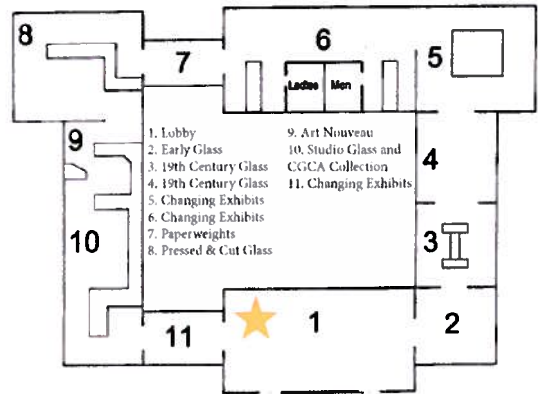 8
7
6
5
Ladies Men
9
1. Lobby
2. Early Glass
3. 19th Century Glass
4. 19th Century Glass
5. Changing Exhibits
6. Changing Exhibits
7. Paperweights
8. Pressed & Cut Glass
9. Art Nouveau
10. Studio Glass and
CGCA Collection
11. Changing Exhibits
4
10
3
11
1
2